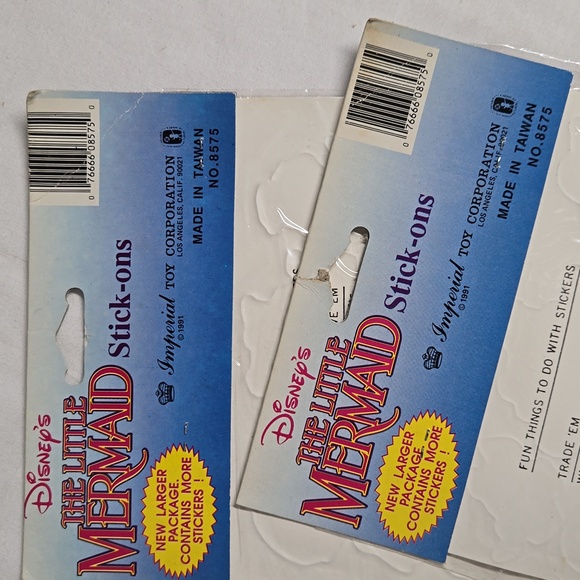 0 76666 08575 0
Disney's
THE LITTLE
MERMAID
Stick-ons
Imperial TOY CORPORATION
LOS ANGELES, CALIF. 90021
© 1991
MADE IN TAIWAN
NO. 8575
NEW LARGER
PACKAGE.
CONTAINS MORE
STICKERS !
76666 08575 0
Disney's
THE LITTLE
MERMAID
Stick-ons
Imperial TOY CORPORATION
LOS ANGELES, CALIF. 90021
© 1991
MADE IN TAIWAN
NO. 8575
NEW LARGER
PACKAGE.
CONTAINS MORE
STICKERS !
'EM
FUN THINGS TO DO WITH STICKERS
TRADE 'EM